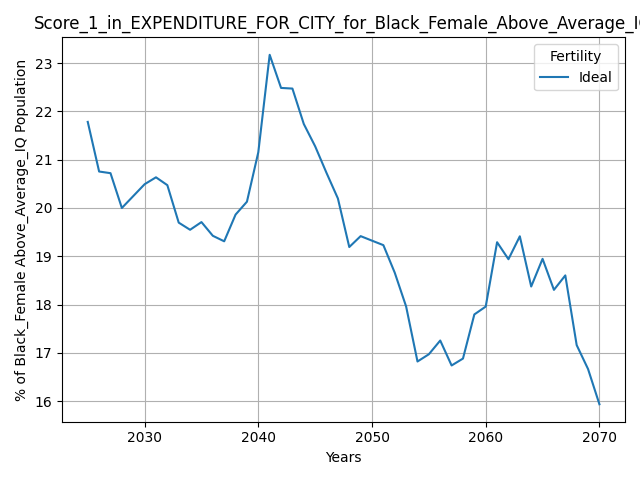 Score_1_in_EXPENDITURE_FOR_CITY_for_Black_Female_Above_Average_I
Fertility
Ideal
% of Black_Female Above_Average_IQ Population
23
22
21
20
19
18
17
16
2030 2040 2050 2060 2070
Years